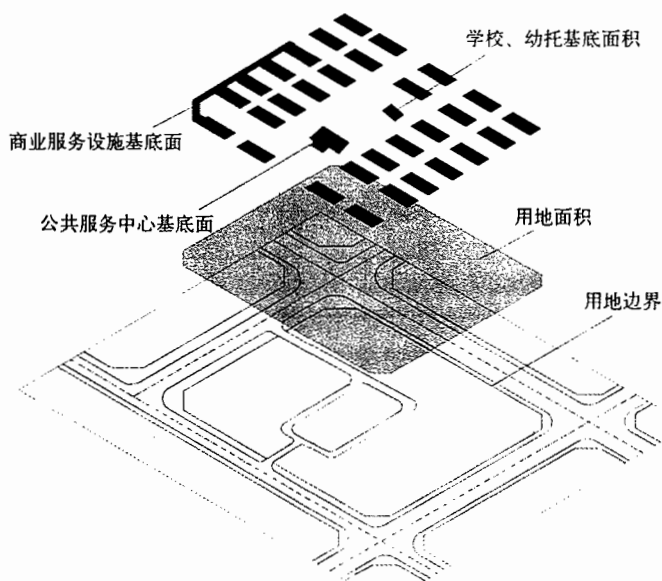 学校、幼托基底面积
商业服务设施基底面
公共服务中心基底面
用地面积
用地边界